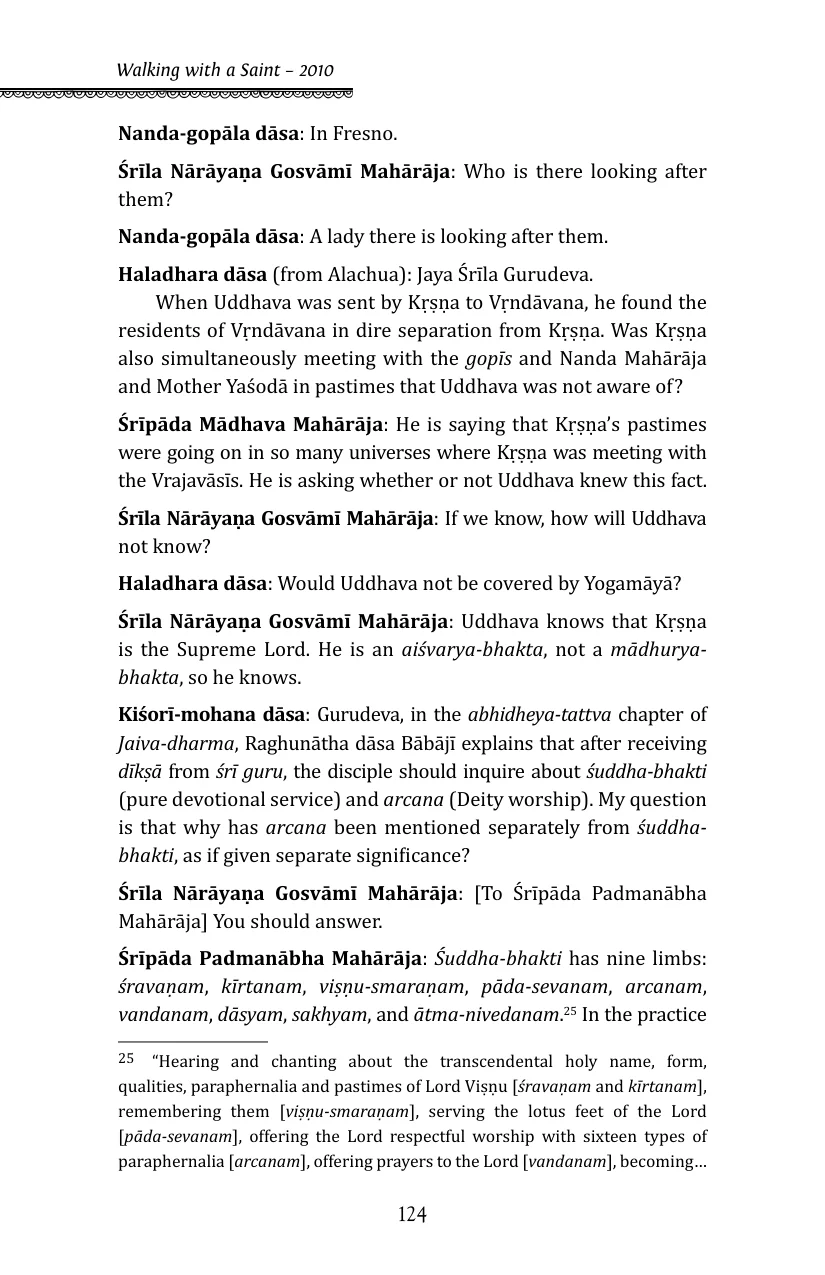 Walking with a Saint – 2010
Nanda-gopāla dāsa: In Fresno.
Śrīla Nārāyaṇa Gosvāmī Mahārāja: Who is there looking after
them?
Nanda-gopāla dāsa: A lady there is looking after them.
Haladhara dāsa (from Alachua): Jaya Śrīla Gurudeva.
When Uddhava was sent by Kṛṣṇa to Vṛndāvana, he found the
residents of Vṛndāvana in dire separation from Kṛṣṇa. Was Kṛṣṇa
also simultaneously meeting with the gopīs and Nanda Mahārāja
and Mother Yaśodā in pastimes that Uddhava was not aware of?
Śrīpāda Mādhava Mahārāja: He is saying that Kṛṣṇa’s pastimes
were going on in so many universes where Kṛṣṇa was meeting with
the Vrajavāsīs. He is asking whether or not Uddhava knew this fact.
Śrīla Nārāyaṇa Gosvāmī Mahārāja: If we know, how will Uddhava
not know?
Haladhara dāsa: Would Uddhava not be covered by Yogamāyā?
Śrīla Nārāyaṇa Gosvāmī Mahārāja: Uddhava knows that Kṛṣṇa
is the Supreme Lord. He is an aiśvarya-bhakta, not a mādhurya-
bhakta, so he knows.
Kiśorī-mohana dāsa: Gurudeva, in the abhidheya-tattva chapter of
Jaiva-dharma, Raghunātha dāsa Bābājī explains that after receiving
dīkṣā from śrī guru, the disciple should inquire about śuddha-bhakti
(pure devotional service) and arcana (Deity worship). My question
is that why has arcana been mentioned separately from śuddha-
bhakti, as if given separate significance?
Śrīla Nārāyaṇa Gosvāmī Mahārāja: [To Śrīpāda Padmanābha
Mahārāja] You should answer.
Śrīpāda Padmanābha Mahārāja: Śuddha-bhakti has nine limbs:
śravaṇam, kīrtanam, viṣṇu-smaraṇam, pāda-sevanam, arcanam,
vandanam, dāsyam, sakhyam, and ātma-nivedanam.25 In the practice
25 “Hearing and chanting about the transcendental holy name, form,
qualities, paraphernalia and pastimes of Lord Viṣṇu [śravaṇam and kīrtanam],
remembering them [viṣṇu-smaraṇam], serving the lotus feet of the Lord
[pāda-sevanam], offering the Lord respectful worship with sixteen types of
paraphernalia [arcanam], offering prayers to the Lord [vandanam], becoming…
124